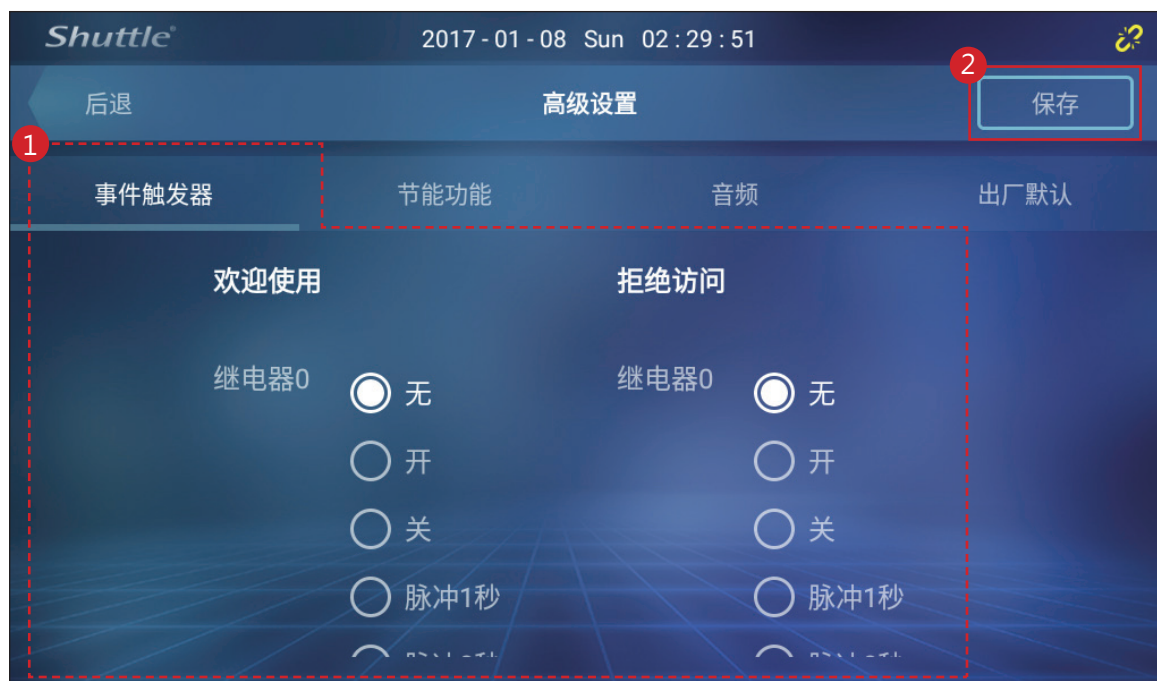 Shuttle® 2017-01-08 Sun 02:29:51
2
后退 高级设置 保存
1
事件触发器 节能功能 音频 出厂默认
欢迎使用 拒绝访问
继电器0 无 继电器0 无
开 开
关 关
脉冲1秒 脉冲1秒